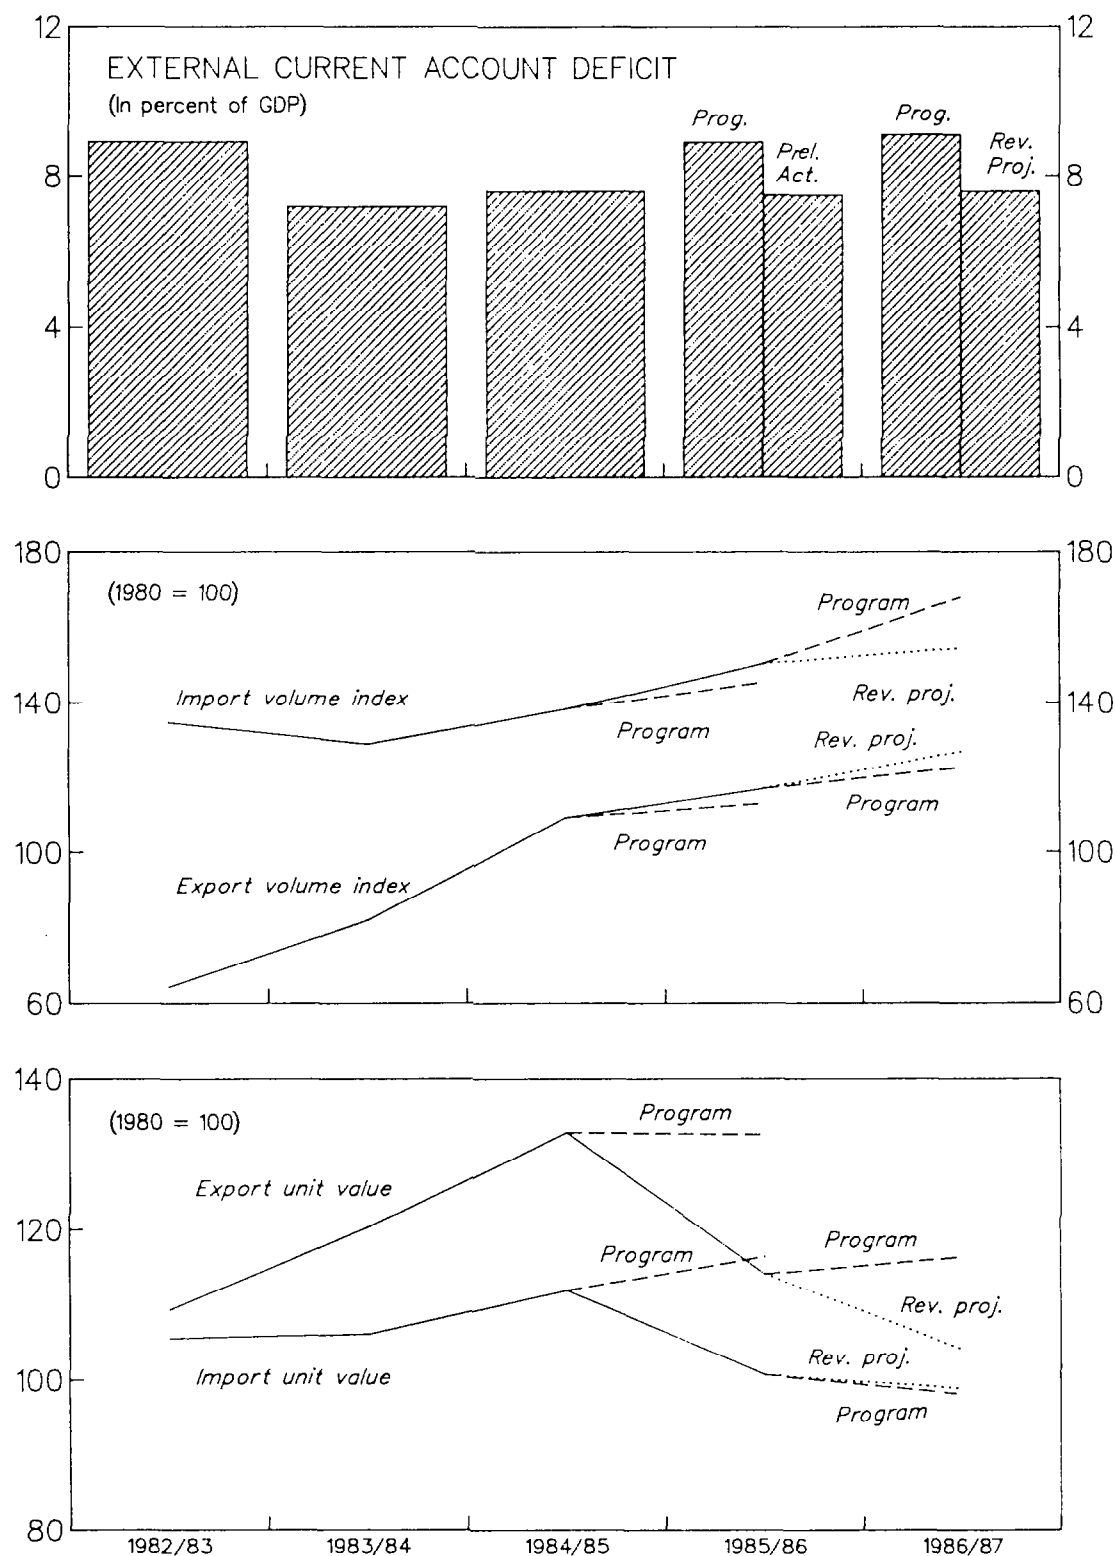 12
12
EXTERNAL CURRENT ACCOUNT DEFICIT
(In percent of GDP)
Prog.
Prog.
Prel.
Act.
Rev.
Proj.
8
8
4
4
0
0
180
180
(1980 = 100)
Program
Import volume index
140
140
Rev. proj.
Program
Rev. proj.
Program
Program
100
100
Export volume index
60
60
140
(1980 = 100)
Program
Export unit value
120
Program
Program
Rev. proj.
Rev. proj.
Import unit value
100
Program
80
1982/83 1983/84 1984/85 1985/86 1986/87